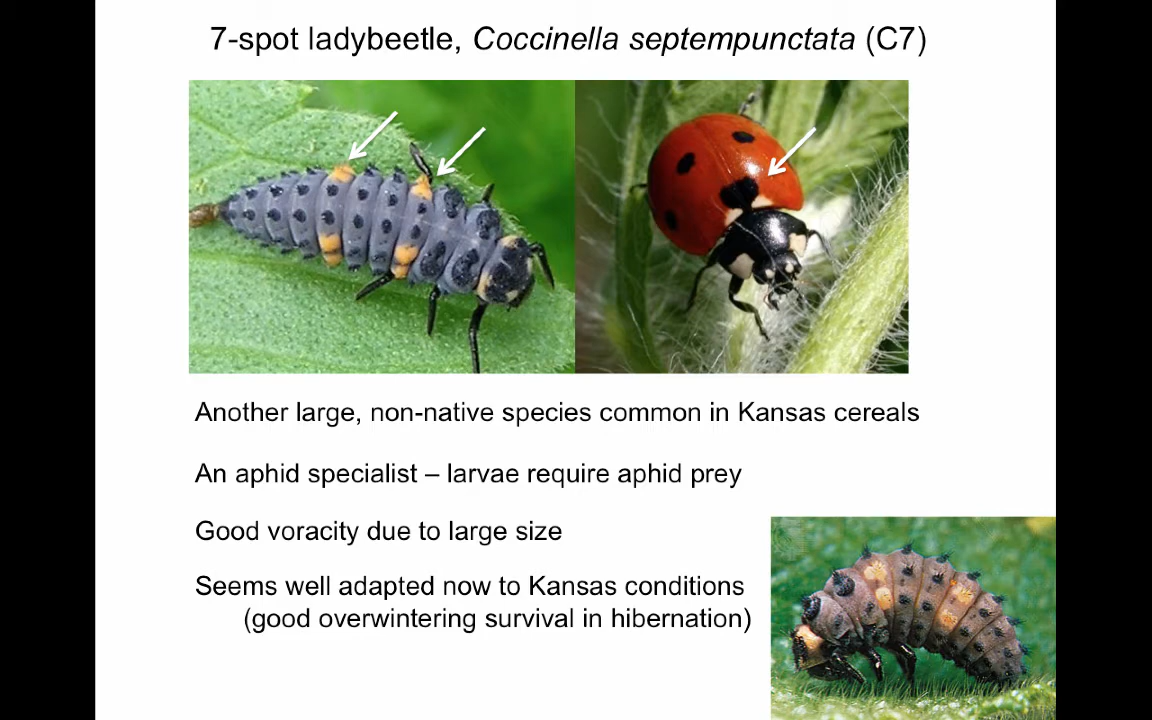 7-spot ladybeetle, Coccinella septempunctata (C7)
Another large, non-native species common in Kansas cereals
An aphid specialist – larvae require aphid prey
Good voracity due to large size
Seems well adapted now to Kansas conditions
(good overwintering survival in hibernation)